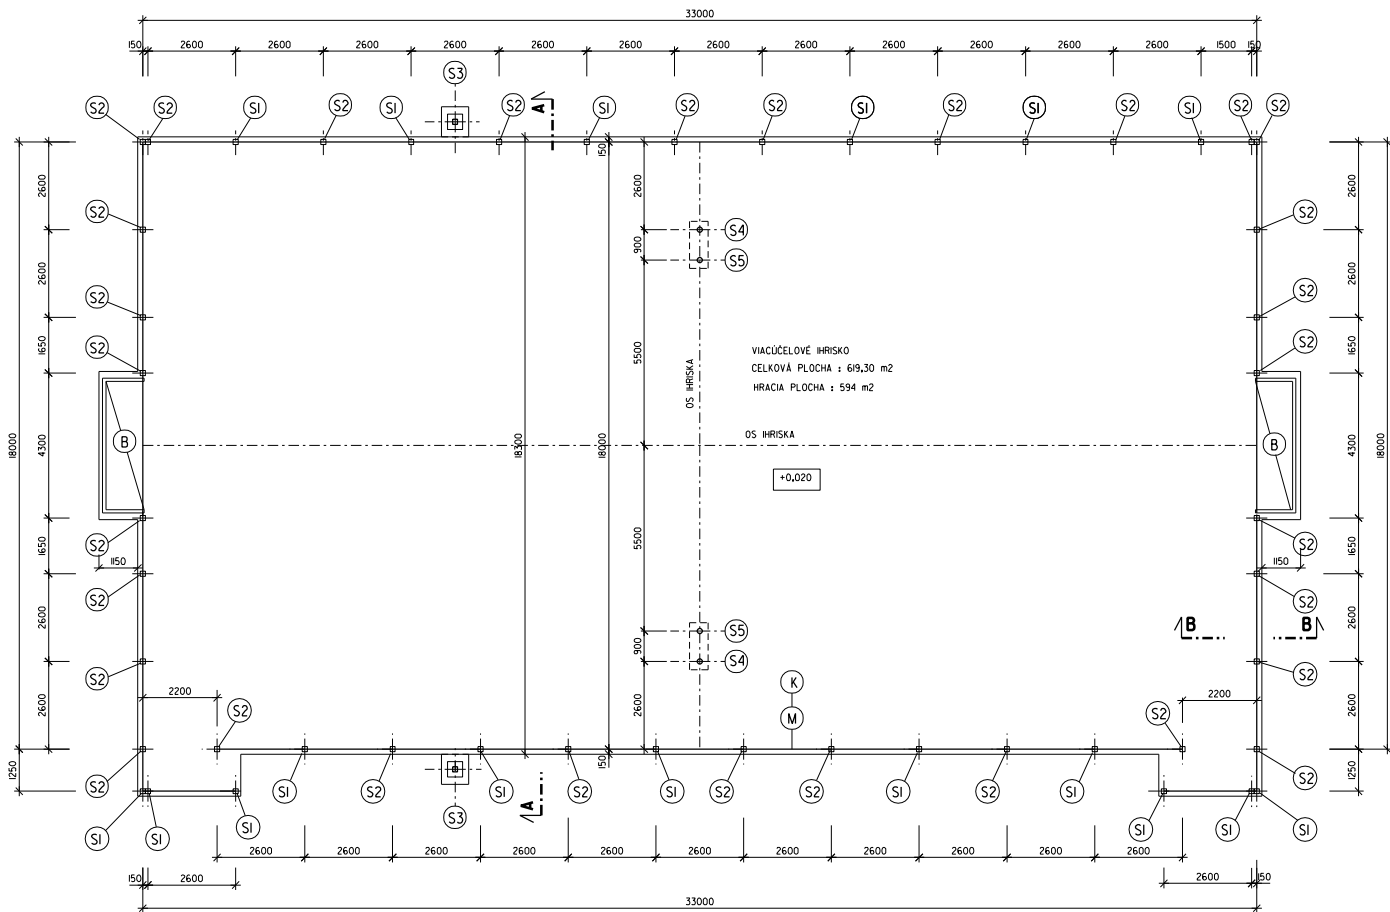 33000
150 2600 2600 2600 2600 2600 2600 2600 2600 2600 2600 2600 2600 1500 150
S3
S2 S2 S1 S2 S1 S2 A S1 S2 S2 S1 S2 S1 S2 S1 S2 S2
150
2600 2600 2600
S2 S4 S2
900
S5
2600 2600
S2 S2
5500
1650 S2 VIACÚČELOVÉ IHRISKO S2 1650
CELKOVÁ PLOCHA : 619,30 m2
OS IHRISKA HRACIA PLOCHA : 594 m2
18000 4300 B 18300 18000 OS IHRISKA B 4300 18000
+0,020
5500
1650 S2 S2 1650
1150 1150
S2 S2
2600 2600
B B
S5
900
S2 S4 S2
2600 2200 2600 K 2200 2600
S2 M S2
150
1250 S2 S1 S2 S1 S2 S1 S2 S2 S1 S2 S1 S2 1250
A
S1 S1 S1 S3 S1 S1 S1
2600 2600 2600 2600 2600 2600 2600 2600 2600 2600 2600
150 2600 2600 150
33000